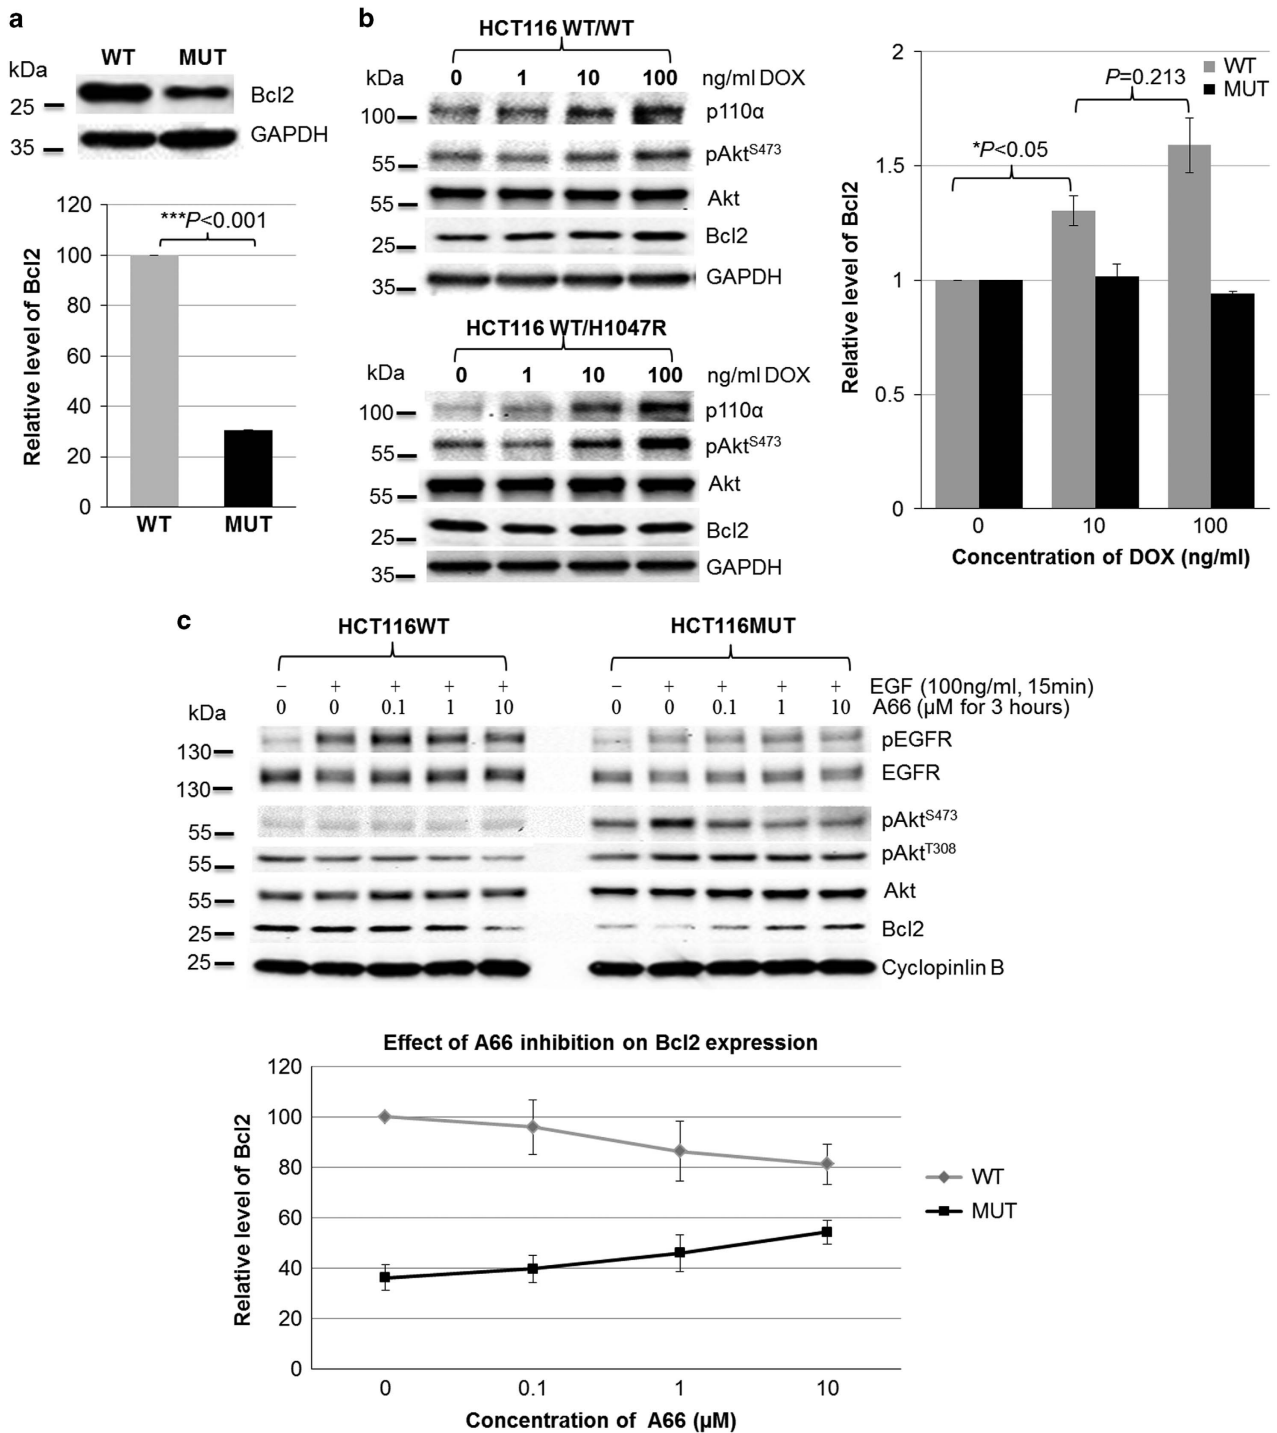 a
WT MUT
kDa
25 Bcl2
35 GAPDH
***P<0.001
Relative level of Bcl2
120
100
80
60
40
20
0
WT MUT
b
HCT116 WT/WT
kDa 0 1 10 100 ng/ml DOX
100 p110α
55 pAktS473
55 Akt
25 Bcl2
35 GAPDH
HCT116 WT/H1047R
kDa 0 1 10 100 ng/ml DOX
100 p110α
55 pAktS473
55 Akt
25 Bcl2
35 GAPDH
WT
MUT
P=0.213
*P<0.05
Relative level of Bcl2
2
1.5
1
0.5
0
0 10 100
Concentration of DOX (ng/ml)
c
HCT116WT HCT116MUT
− + + + + − + + + + EGF (100ng/ml, 15min)
0 0 0.1 1 10 0 0 0.1 1 10 A66 (µM for 3 hours)
kDa
130 pEGFR
130 EGFR
55 pAktS473
55 pAktT308
55 Akt
25 Bcl2
25 Cyclopinlin B
Effect of A66 inhibition on Bcl2 expression
Relative level of Bcl2
120
100
80
60
40
20
0
0 0.1 1 10
Concentration of A66 (µM)
WT
MUT